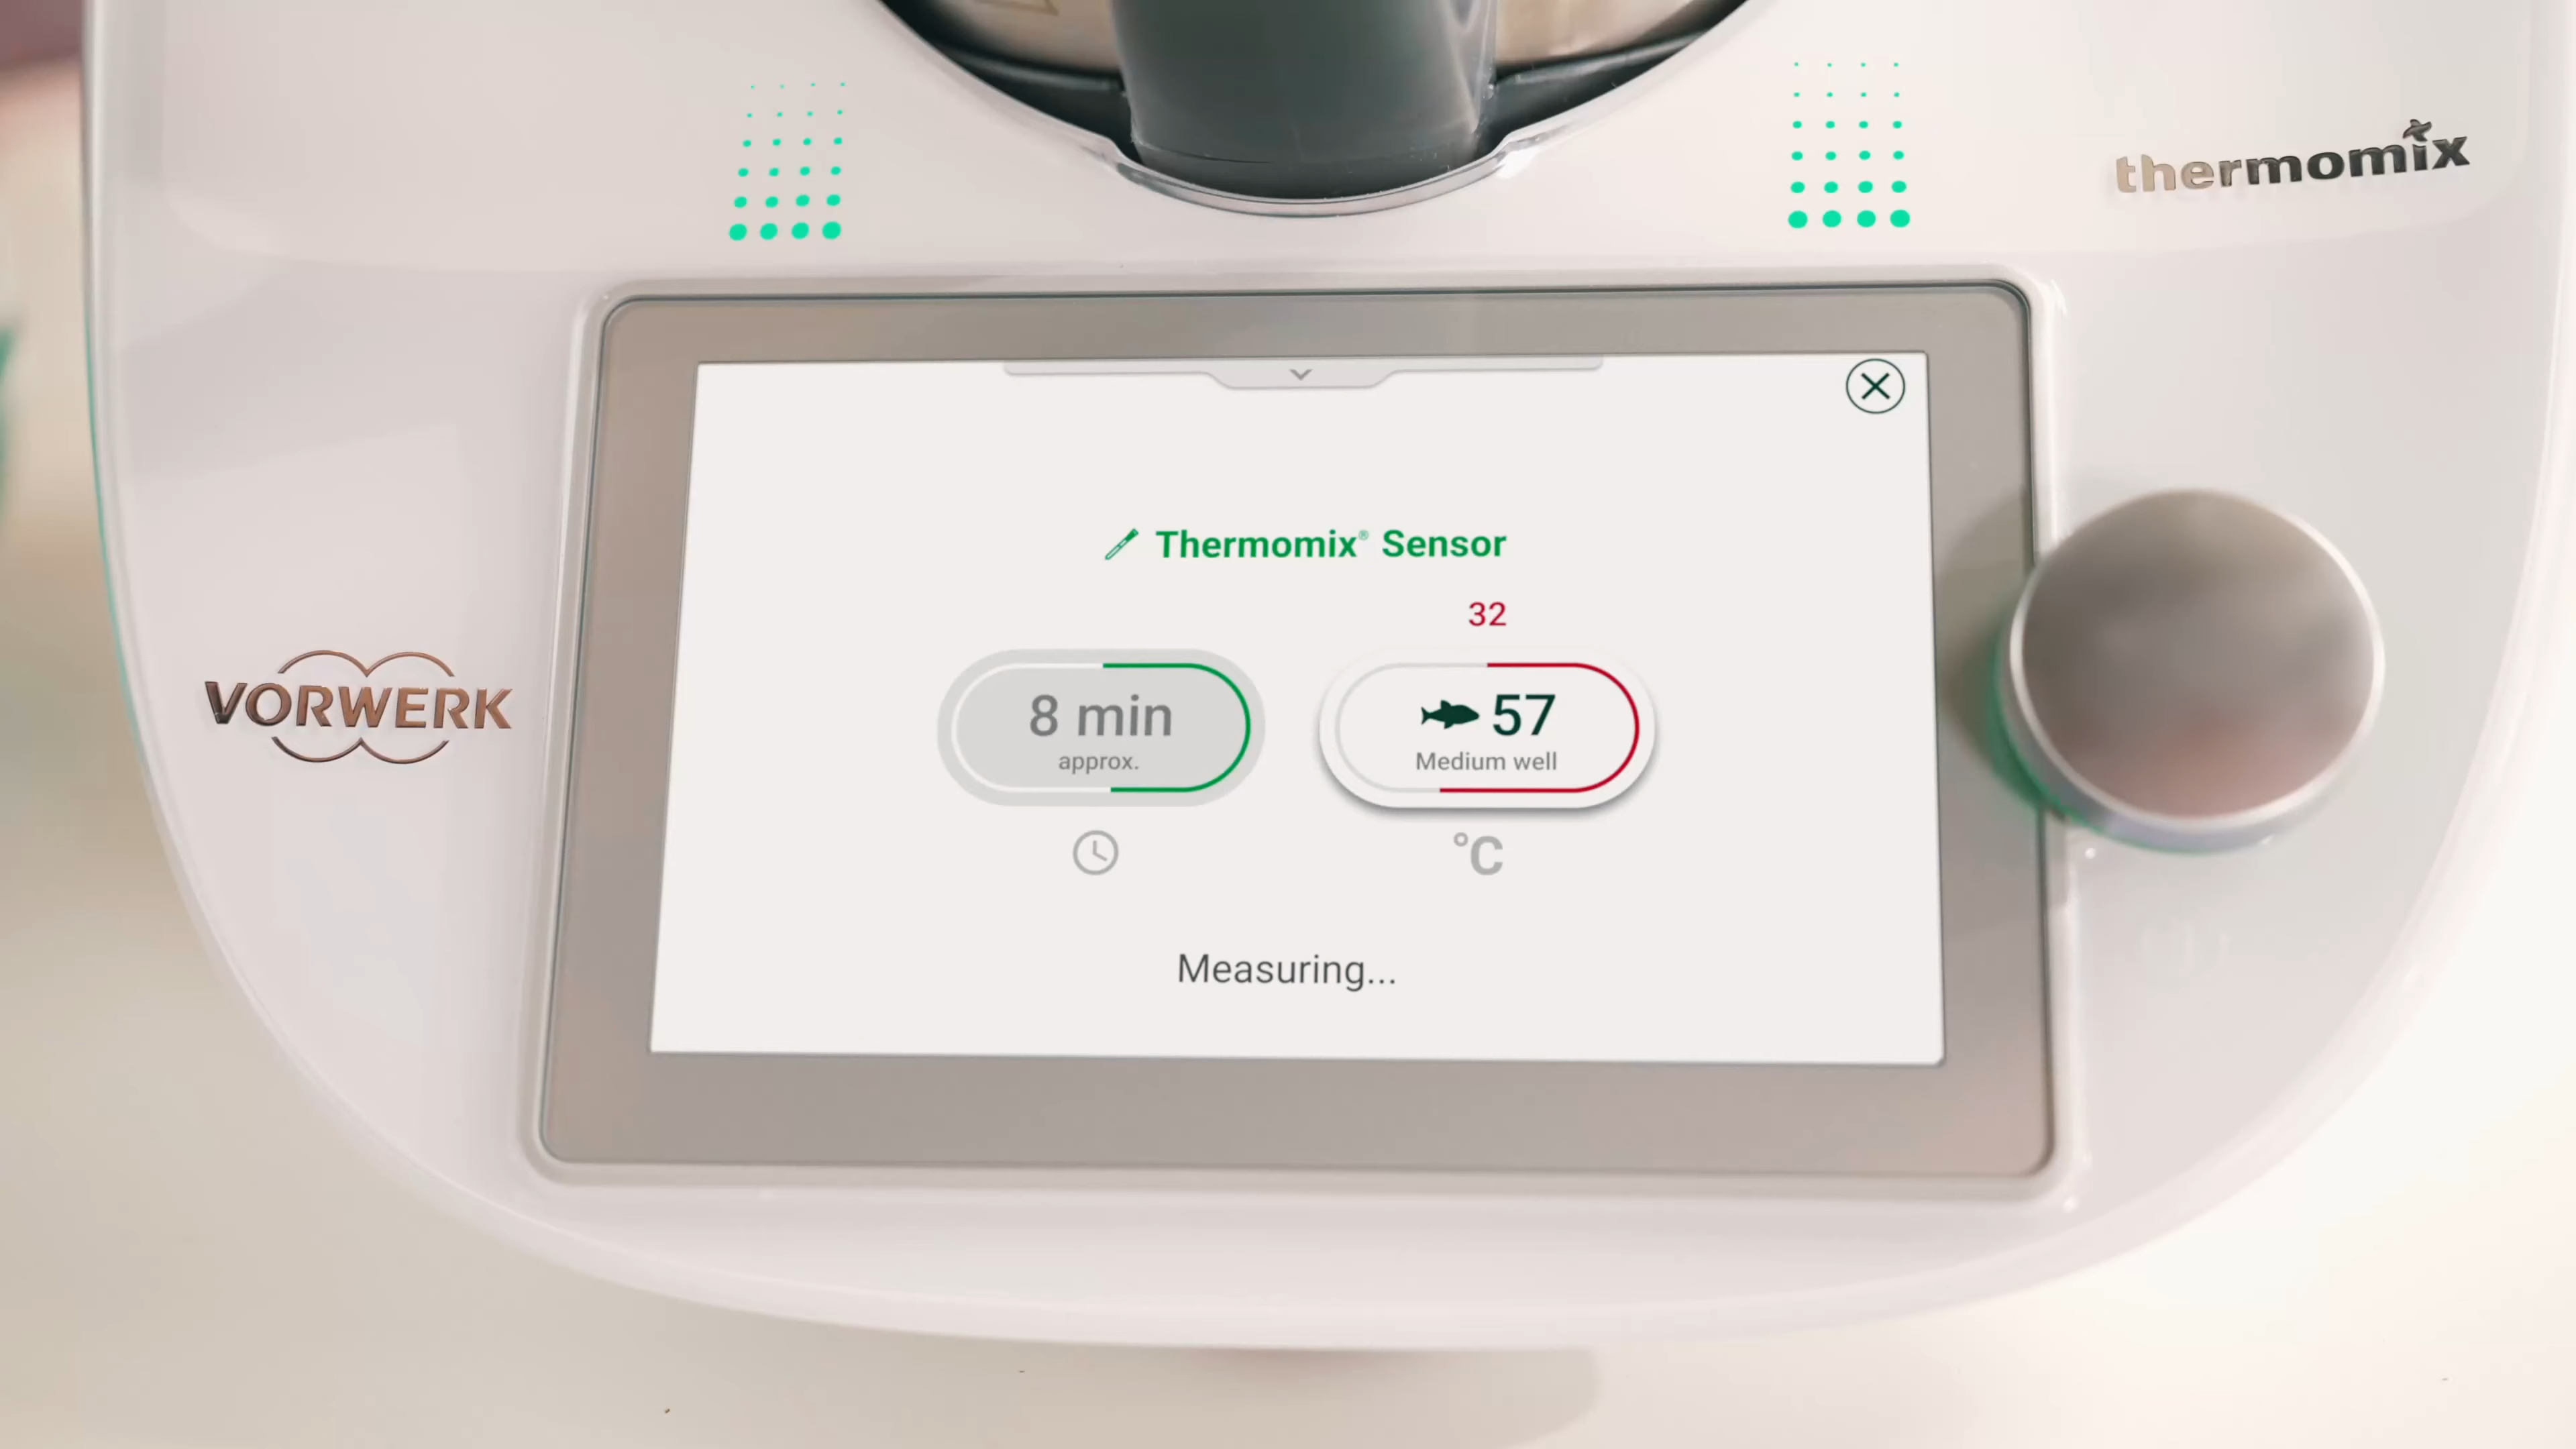 thermomix
VORWERK
Thermomix® Sensor
32
8 min
approx.
57
Medium well
°C
Measuring...